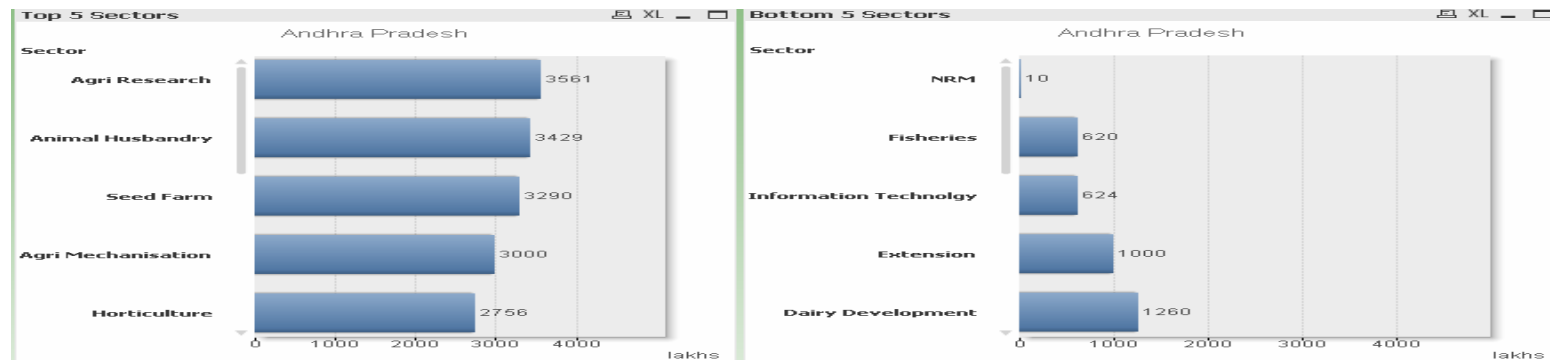 Top 5 Sectors XL
Andhra Pradesh
Sector
Agri Research 3561
Animal Husbandry 3429
Seed Farm 3290
Agri Mechanisation 3000
Horticulture 2756
0 1000 2000 3000 4000
lakhs
Bottom 5 Sectors XL
Andhra Pradesh
Sector
NRM 10
Fisheries 620
Information Technolgy 624
Extension 1000
Dairy Development 1260
0 1000 2000 3000 4000
lakhs